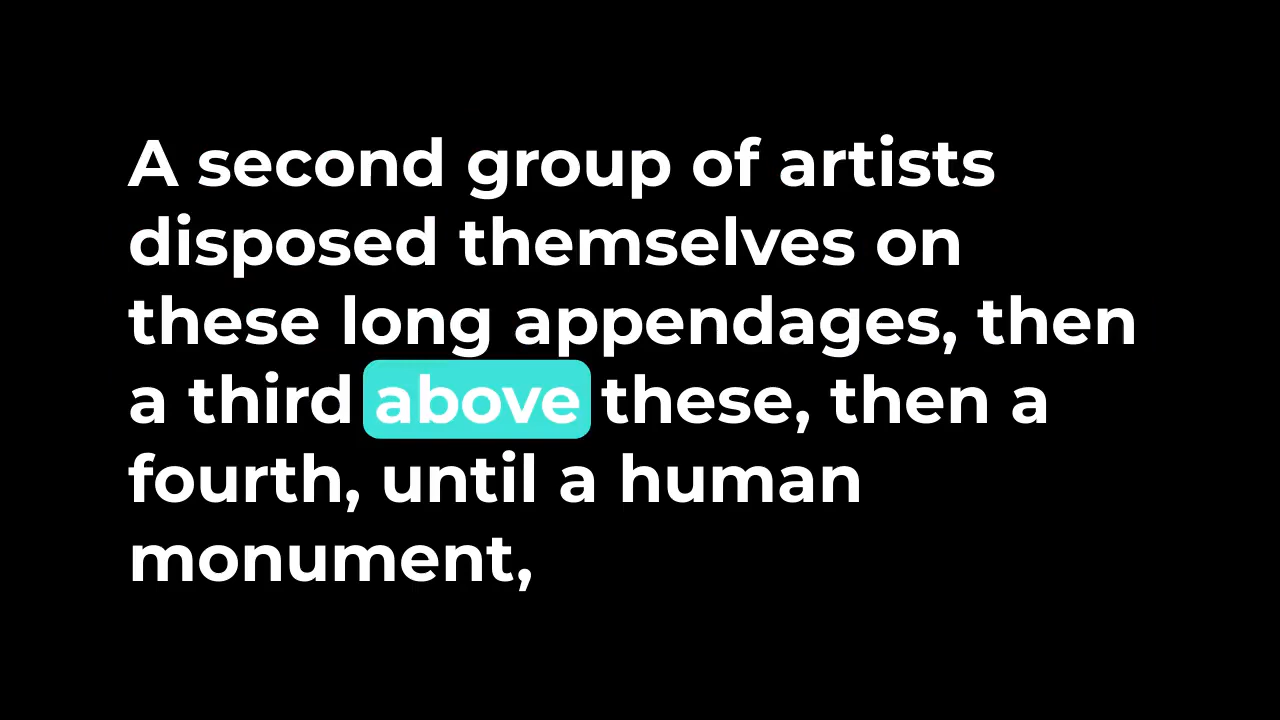 A second group of artists
disposed themselves on
these long appendages, then
a third above these, then a
fourth, until a human
monument,